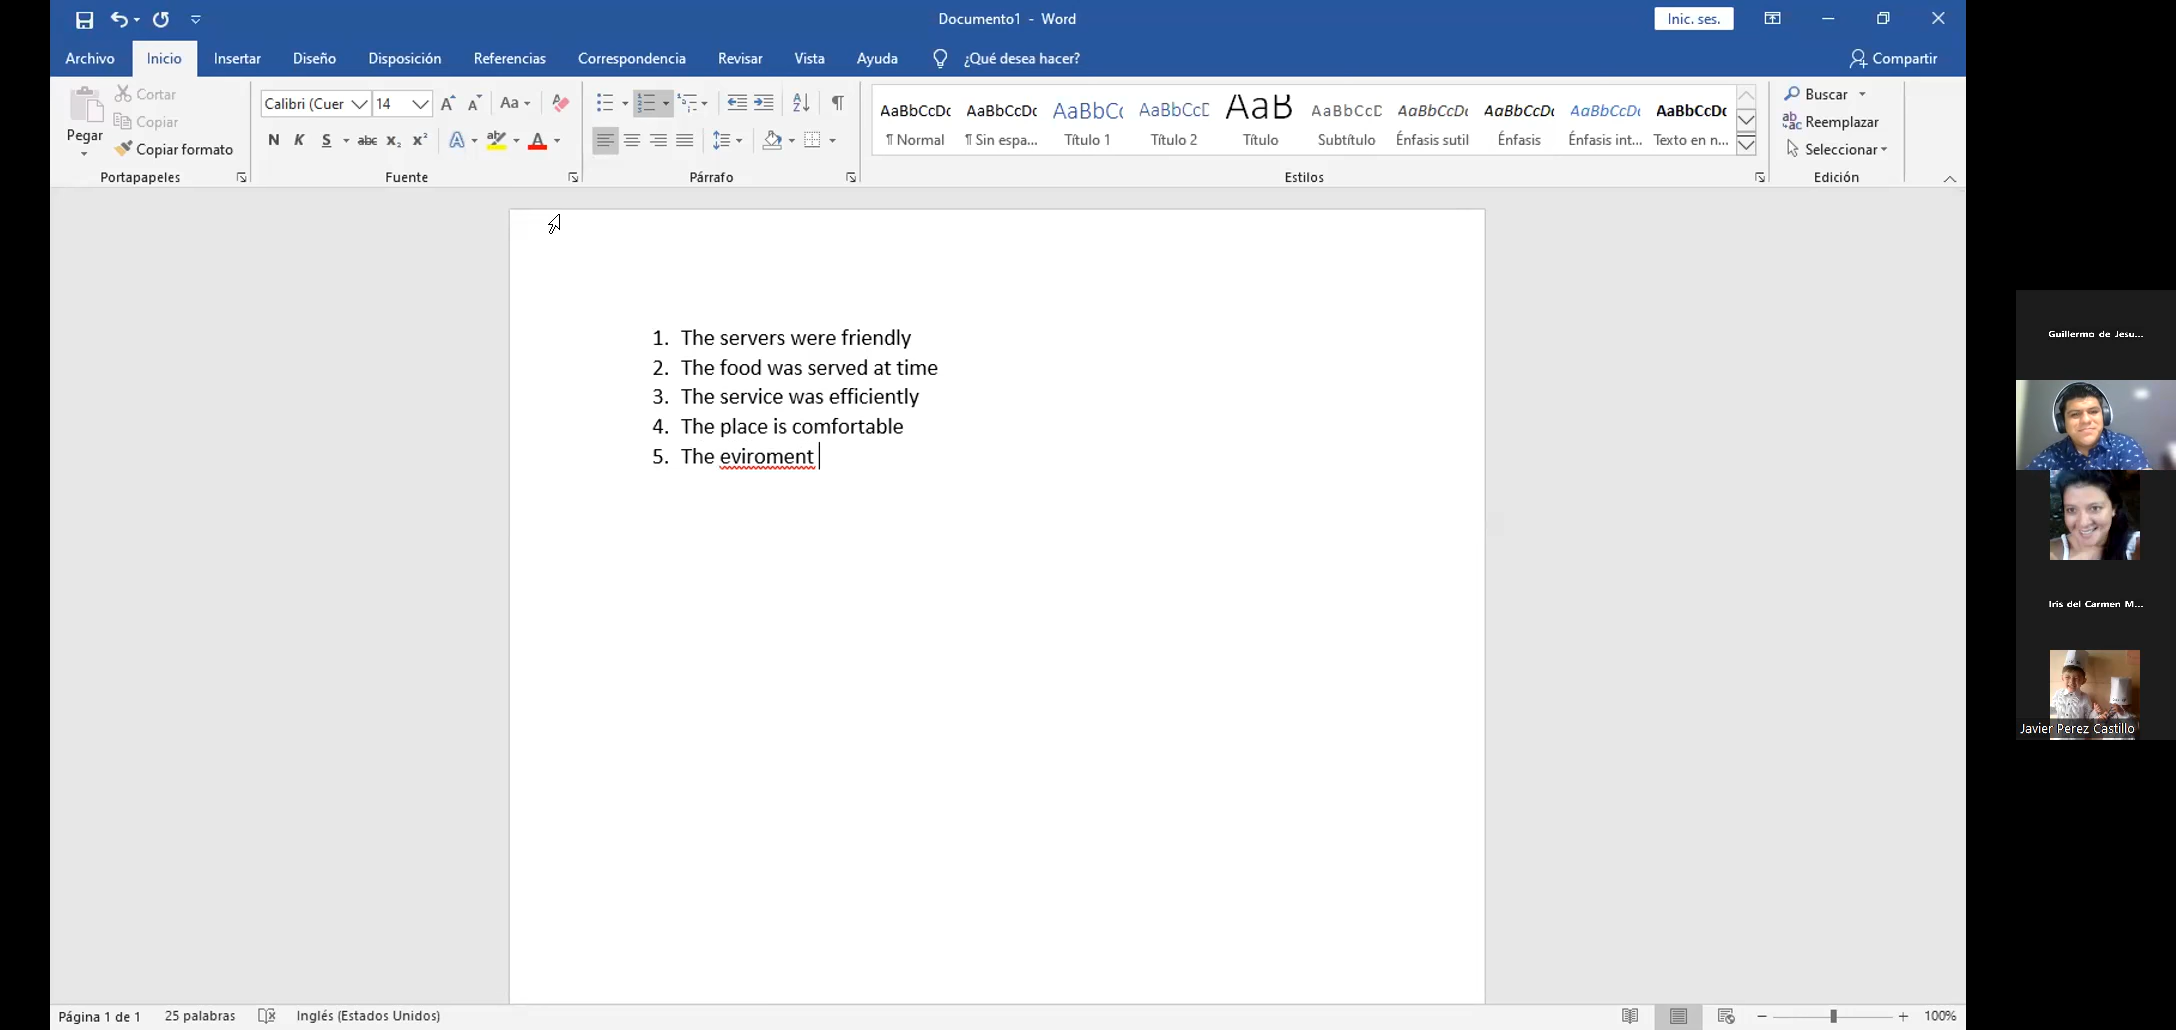 Documento1 - Word
Inic. ses.
Archivo Inicio Insertar Diseño Disposición Referencias Correspondencia Revisar Vista Ayuda ¿Qué desea hacer? Compartir
Pegar
Cortar
Copiar
Copiar formato
Portapapeles
Calibri (Cuer 14 Aa
N K S abc x₂ x²
Fuente
Párrafo
AaBbCcDc AaBbCcDc AaBbCc AaBbCcD AaB AaBbCcD AaBbCcDc AaBbCcDc AaBbCcDc AaBbCcDc
¶ Normal ¶ Sin espa... Título 1 Título 2 Título Subtítulo Énfasis sutil Énfasis Énfasis int... Texto en n...
Estilos
Buscar
Reemplazar
Seleccionar
Edición
1. The servers were friendly
2. The food was served at time
3. The service was efficiently
4. The place is comfortable
5. The eviroment
Guillermo de Jesu...
Iris del Carmen M...
Javier Perez Castillo
Página 1 de 1 25 palabras Inglés (Estados Unidos) 100%